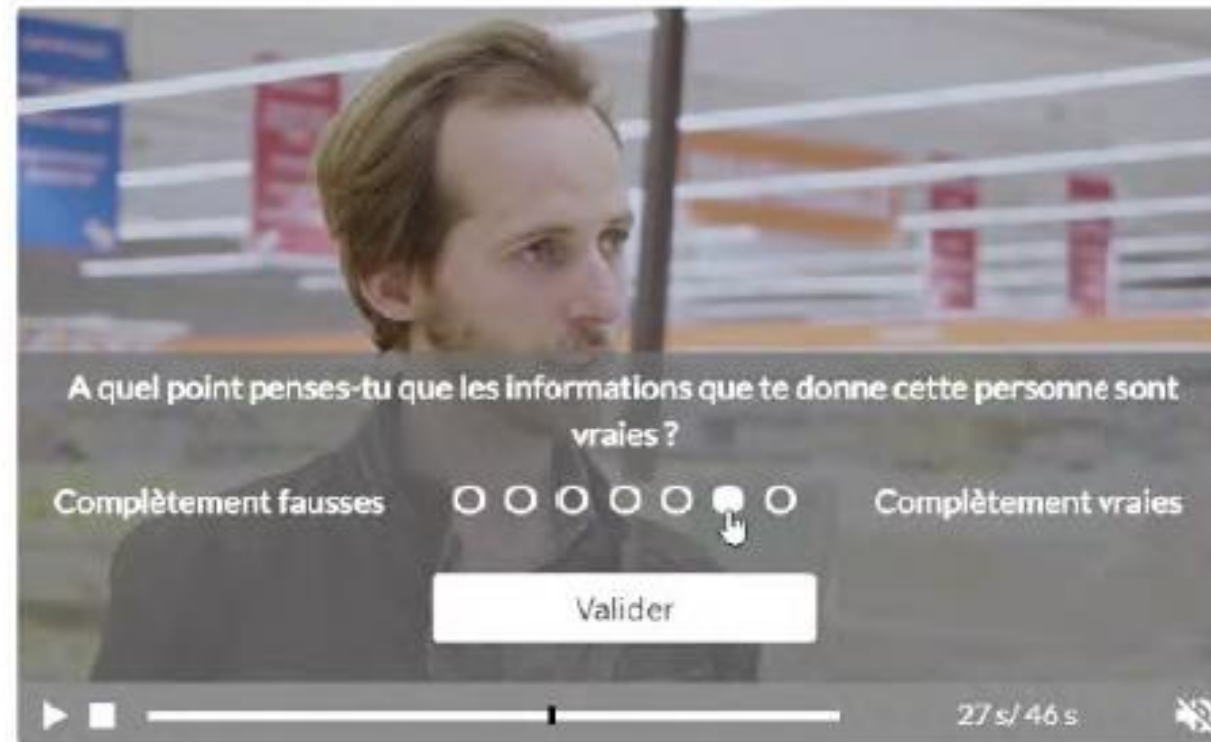 A quel point penses-tu que les informations que te donne cette personne sont
vraies ?
Complètement fausses
Complètement vraies
Valider
27 s/ 46 s